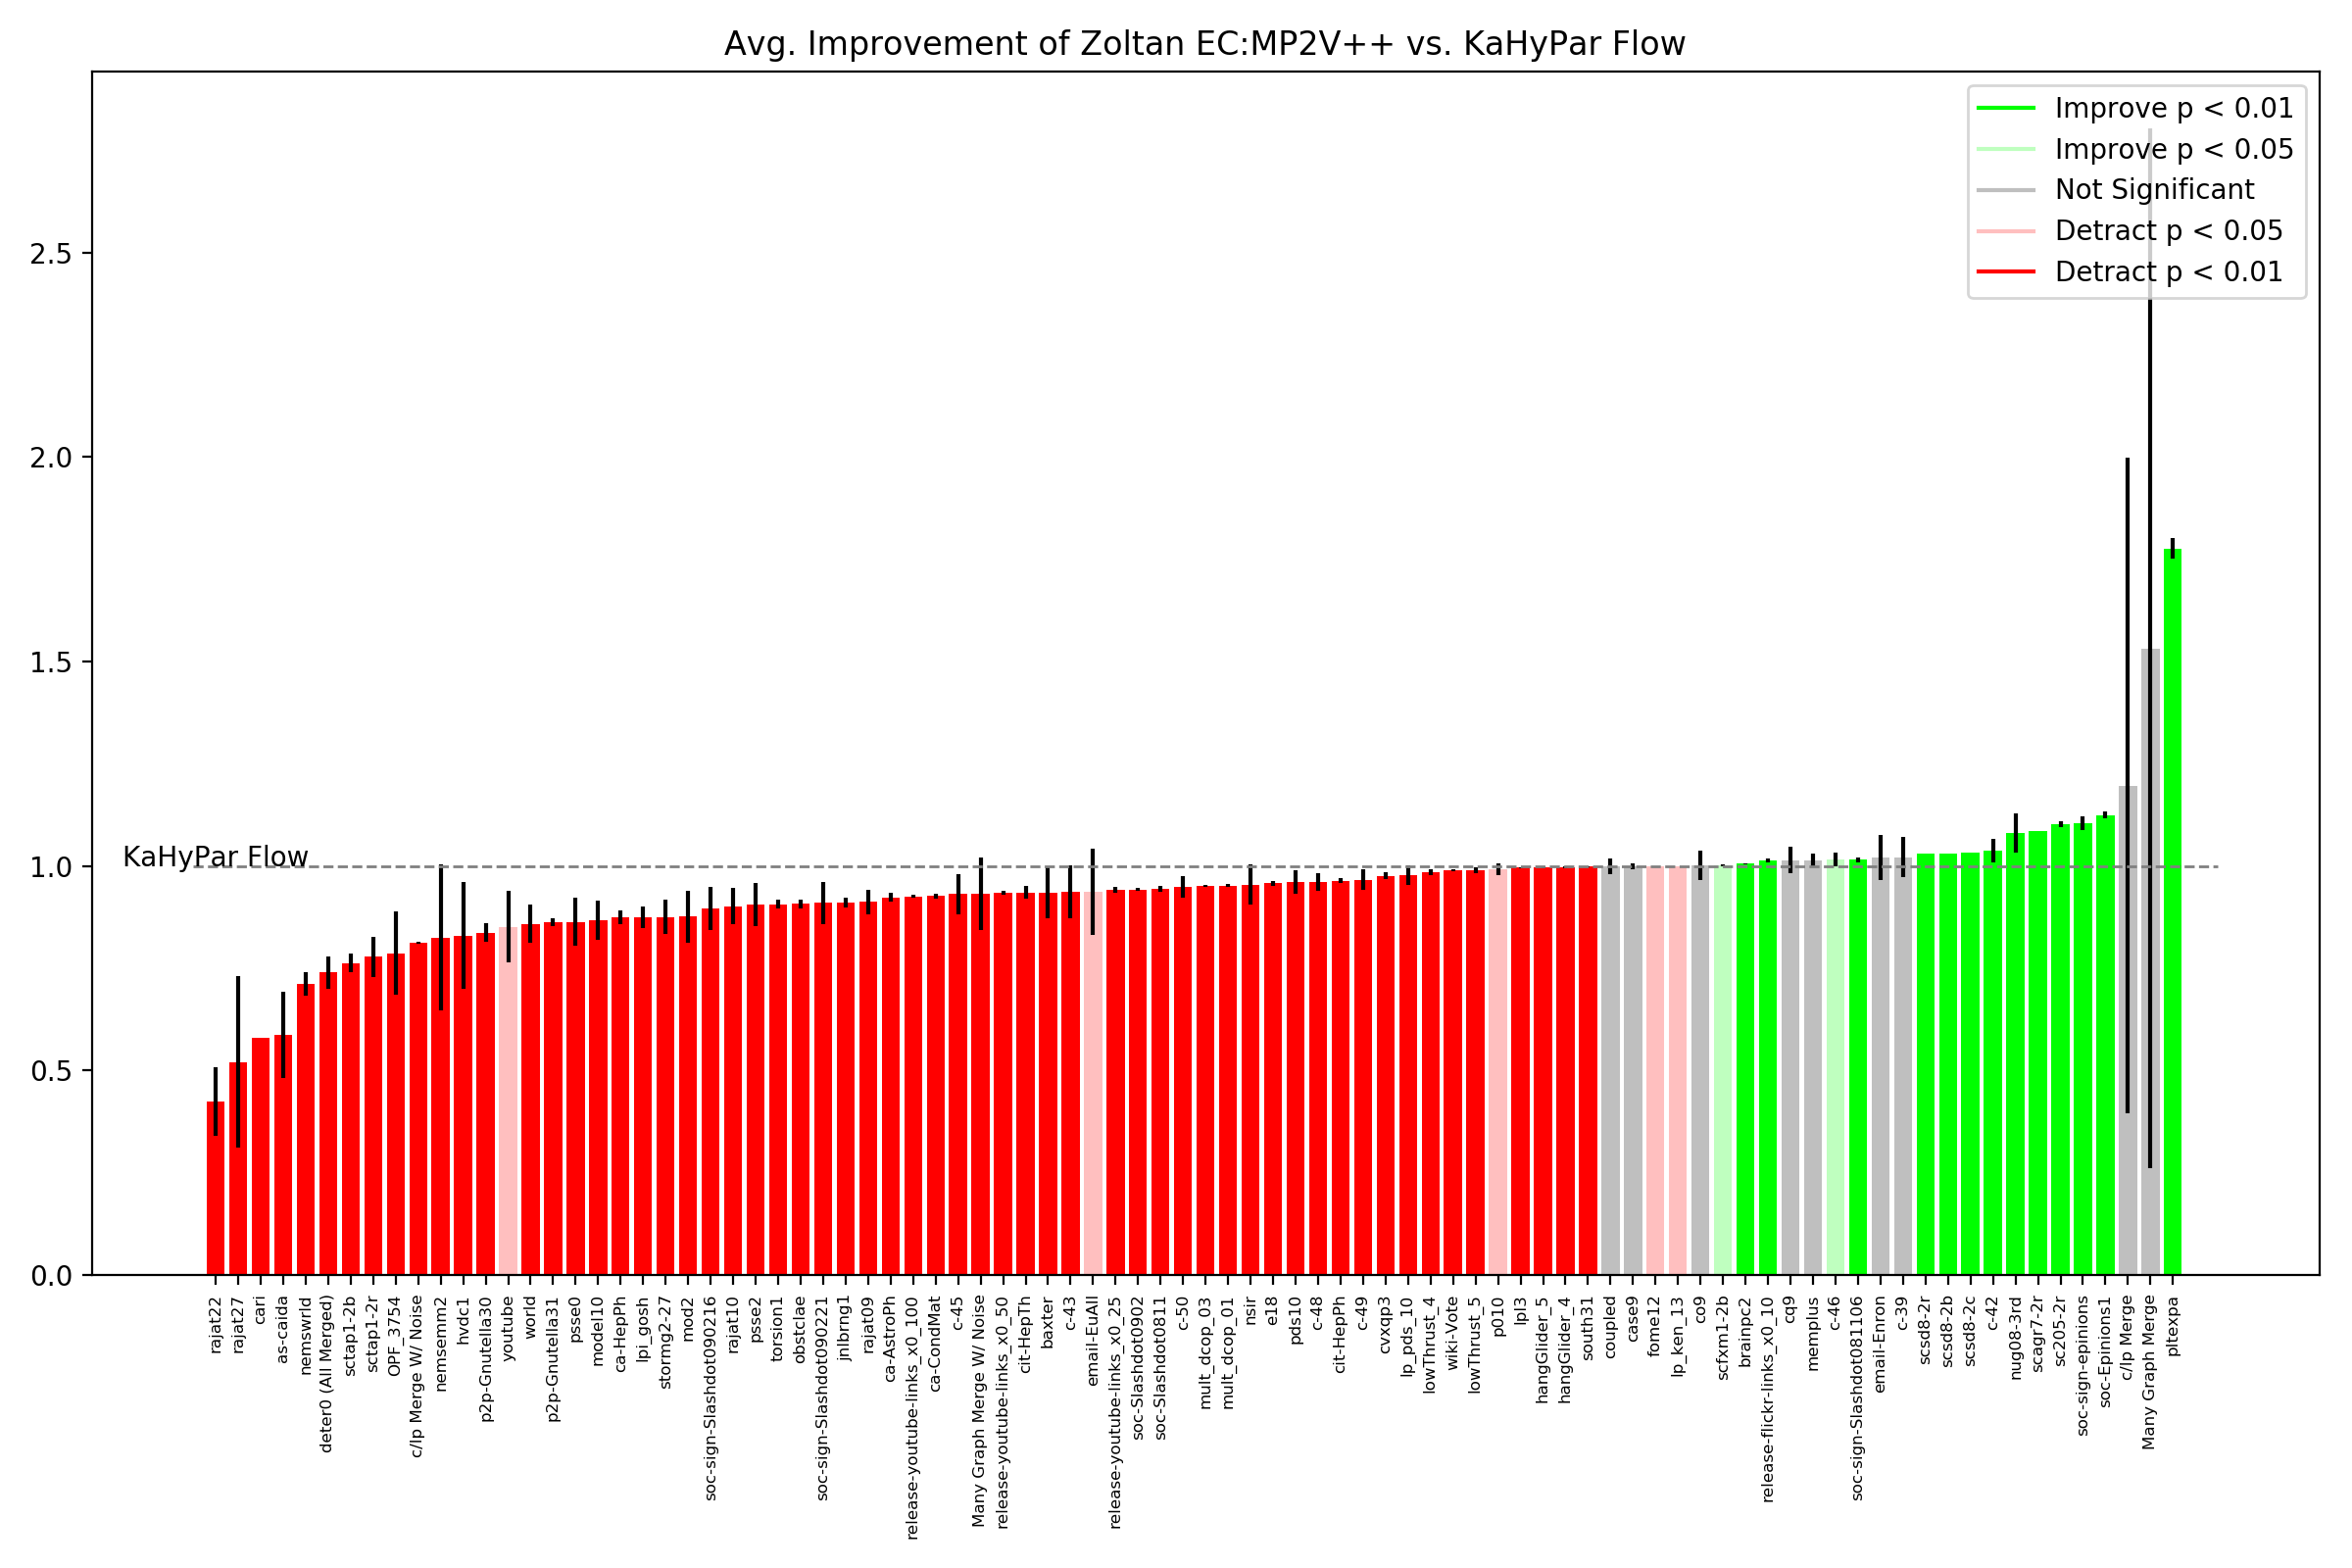 Avg. Improvement of Zoltan EC:MP2V++ vs. KaHyPar Flow
Improve p < 0.01
Improve p < 0.05
Not Significant
Detract p < 0.05
Detract p < 0.01
2.5
2.0
1.5
1.0
0.5
0.0
KaHyPar Flow
rajat22
rajat27
cari
as-caida
nemswrld
deter0 (All Merged)
sctap1-2b
sctap1-2r
OPF_3754
c/lp Merge W/ Noise
nemsemm2
hvdc1
p2p-Gnutella30
youtube
world
p2p-Gnutella31
psse0
model10
ca-HepPh
lpi_gosh
stormg2-27
mod2
soc-sign-Slashdot090216
rajat10
psse2
torsion1
obstclae
soc-sign-Slashdot090221
jnlbrng1
rajat09
ca-AstroPh
release-youtube-links_x0_100
ca-CondMat
c-45
Many Graph Merge W/ Noise
release-youtube-links_x0_50
cit-HepTh
baxter
c-43
email-EuAll
release-youtube-links_x0_25
soc-Slashdot0902
soc-Slashdot0811
c-50
mult_dcop_03
mult_dcop_01
nsir
e18
pds10
c-48
cit-HepPh
c-49
cvxqp3
lp_pds_10
lowThrust_4
wiki-Vote
lowThrust_5
p010
lpl3
hangGlider_5
hangGlider_4
south31
coupled
case9
fome12
lp_ken_13
co9
scfxm1-2b
brainpc2
release-flickr-links_x0_10
cq9
memplus
c-46
soc-sign-Slashdot081106
email-Enron
c-39
scsd8-2r
scsd8-2b
scsd8-2c
c-42
nug08-3rd
scagr7-2r
sc205-2r
soc-sign-epinions
soc-Epinions1
c/lp Merge
Many Graph Merge
pltexpa